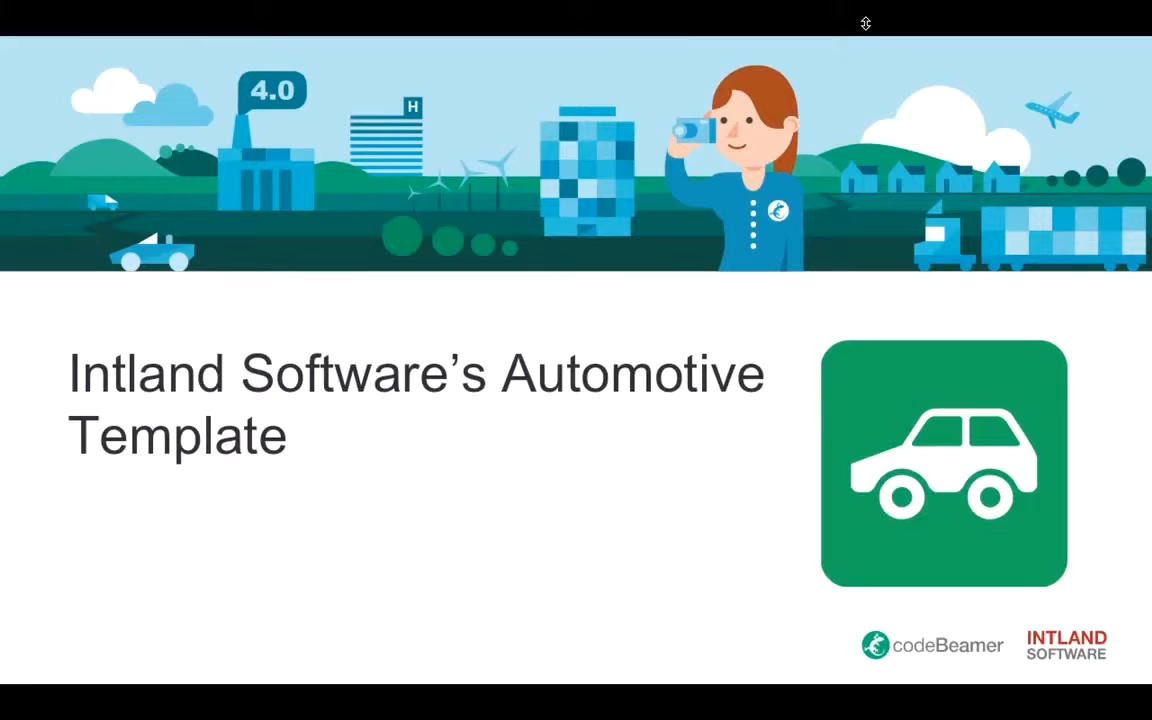 4.0
H
Intland Software’s Automotive
Template
codeBeamer
INTLAND
SOFTWARE